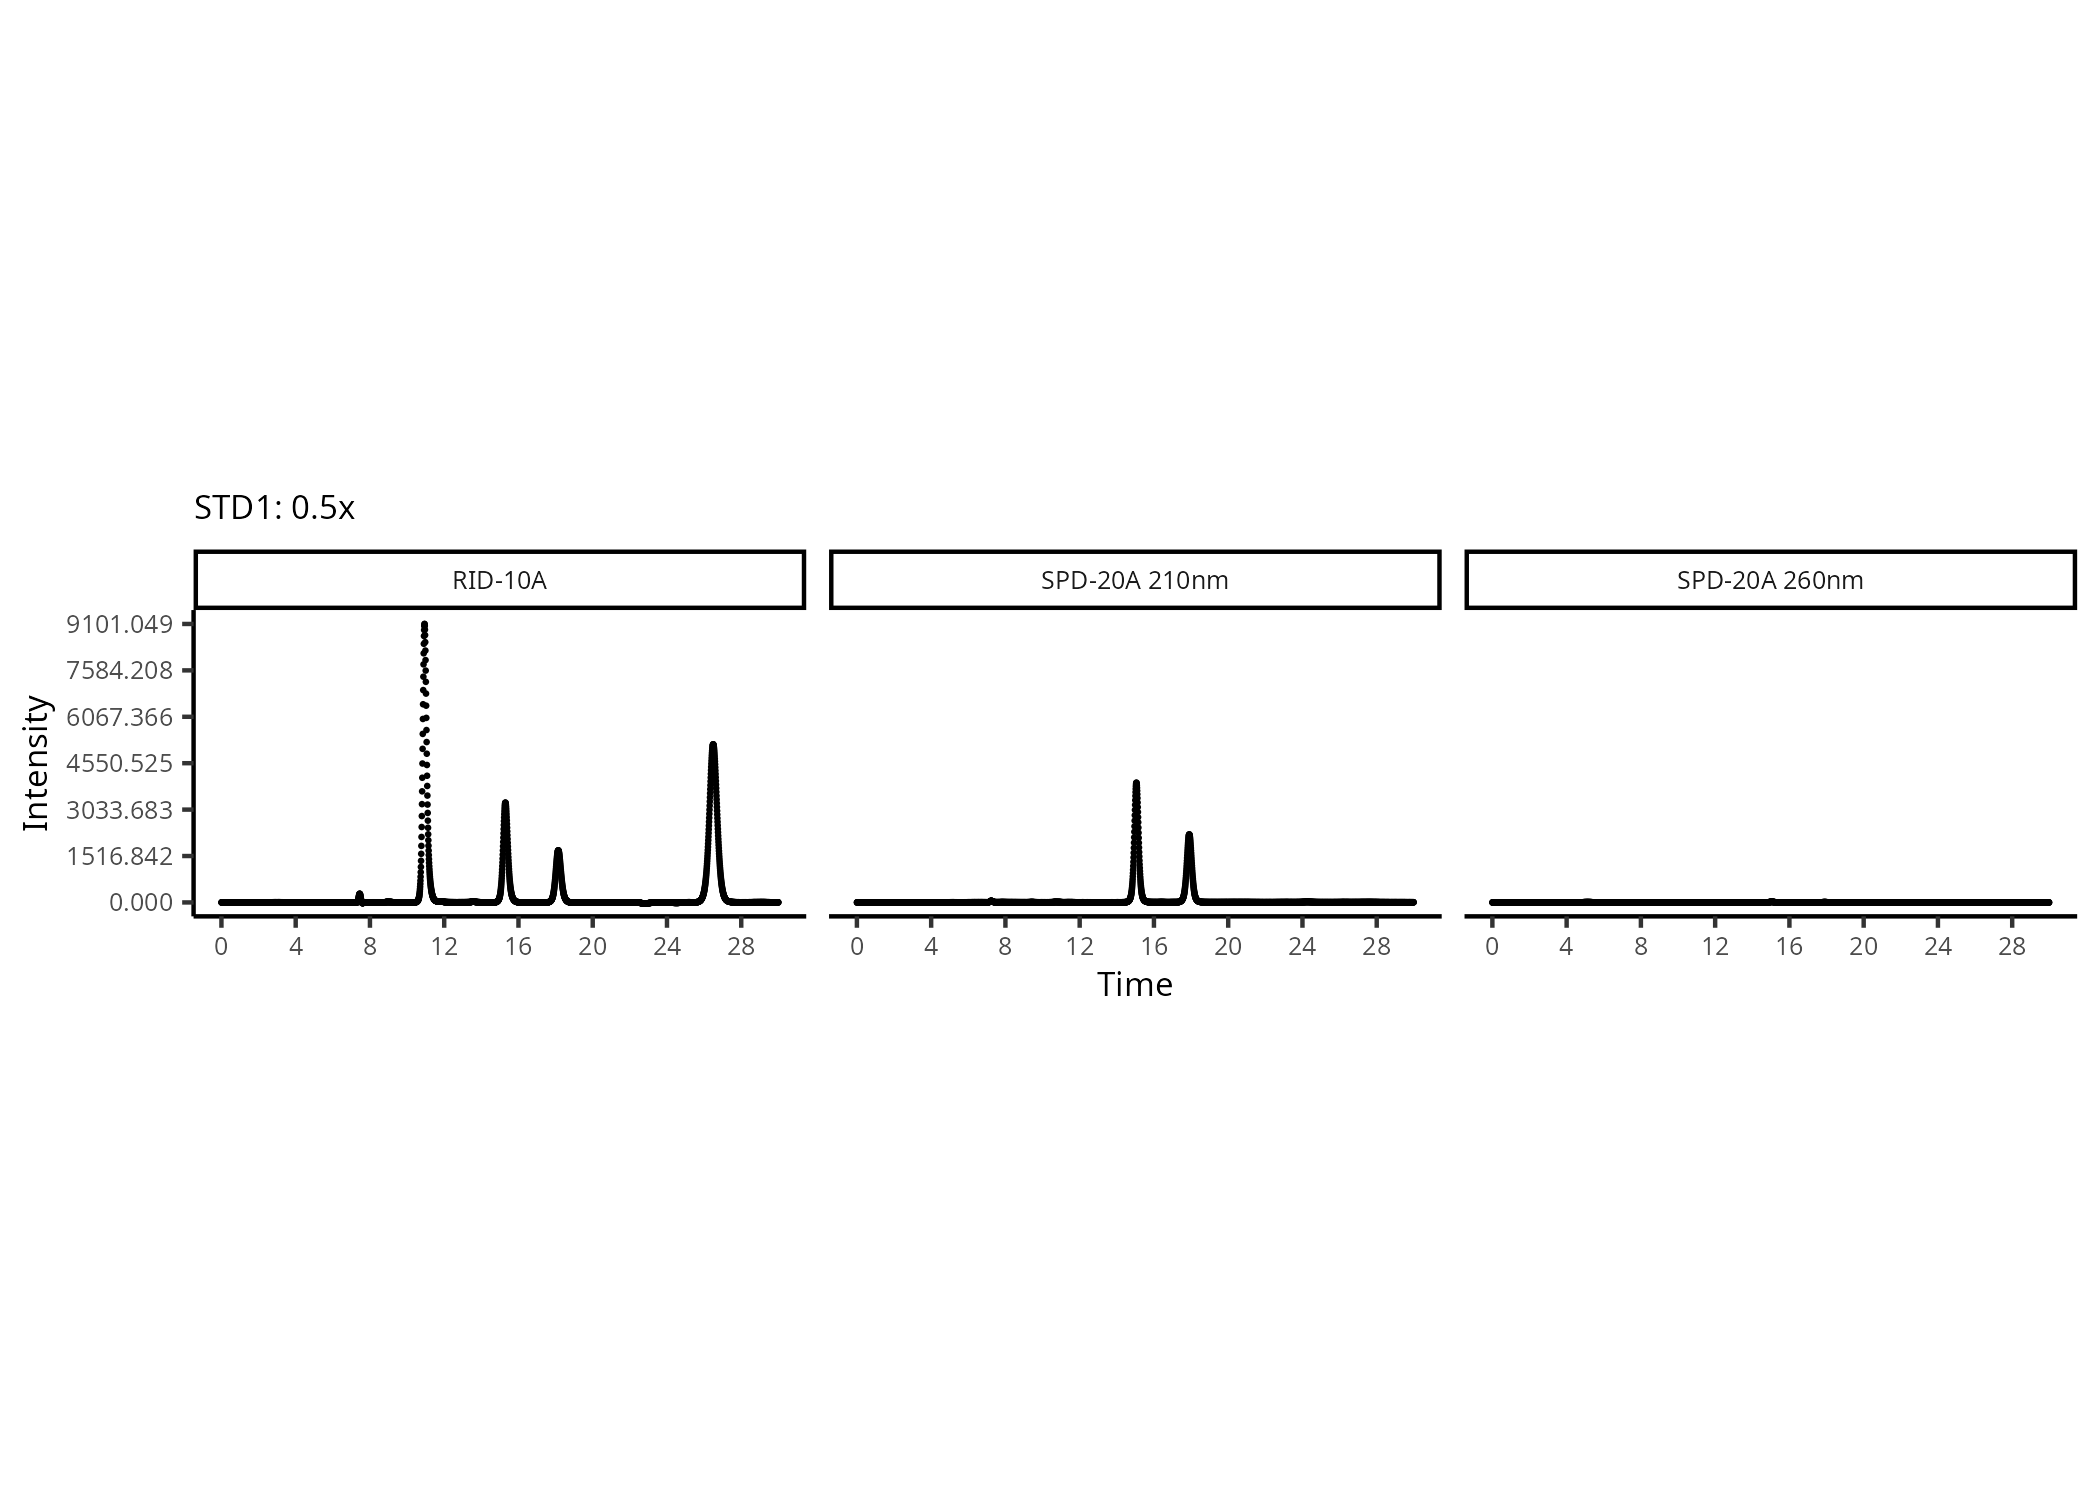 STD1: 0.5x
RID-10A
SPD-20A 210nm
SPD-20A 260nm
Intensity
9101.049
7584.208
6067.366
4550.525
3033.683
1516.842
0.000
0 4 8 12 16 20 24 28
0 4 8 12 16 20 24 28
0 4 8 12 16 20 24 28
Time